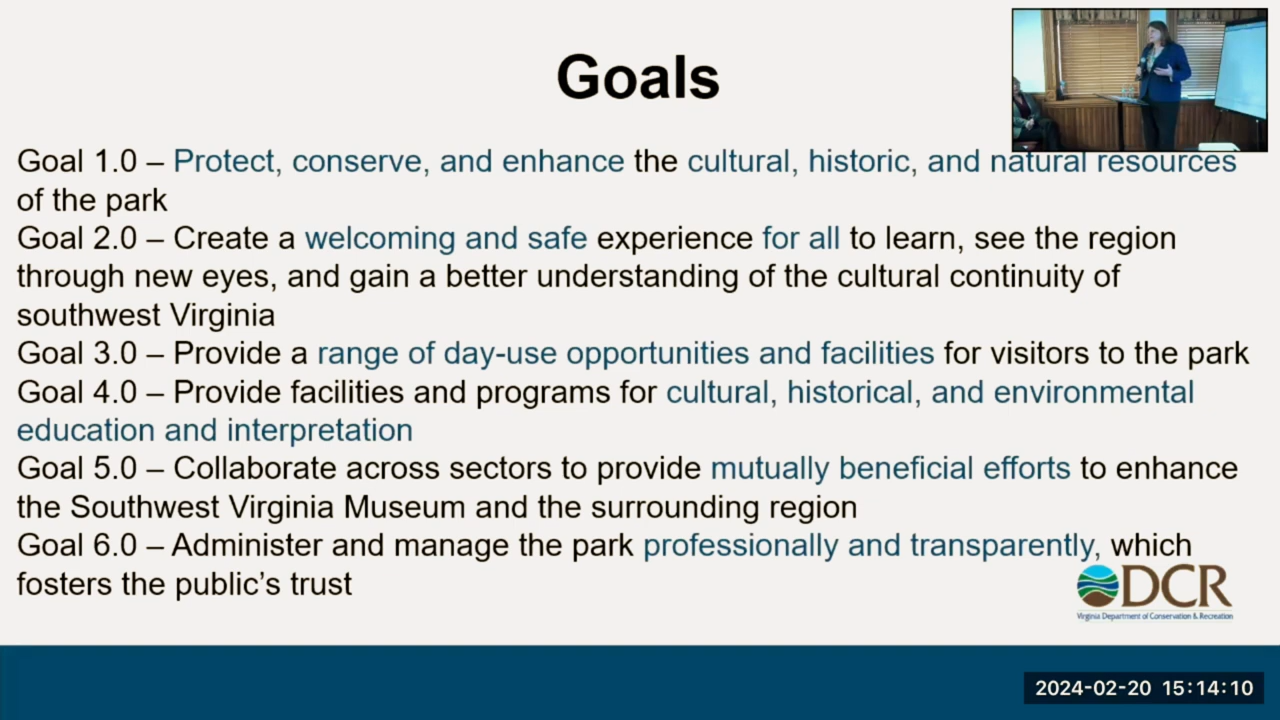 Goals
Goal 1.0 – Protect, conserve, and enhance the cultural, historic, and natural resources
of the park
Goal 2.0 – Create a welcoming and safe experience for all to learn, see the region
through new eyes, and gain a better understanding of the cultural continuity of
southwest Virginia
Goal 3.0 – Provide a range of day-use opportunities and facilities for visitors to the park
Goal 4.0 – Provide facilities and programs for cultural, historical, and environmental
education and interpretation
Goal 5.0 – Collaborate across sectors to provide mutually beneficial efforts to enhance
the Southwest Virginia Museum and the surrounding region
Goal 6.0 – Administer and manage the park professionally and transparently, which
fosters the public’s trust
DCR
Virginia Department of Conservation & Recreation
2024-02-20 15:14:10